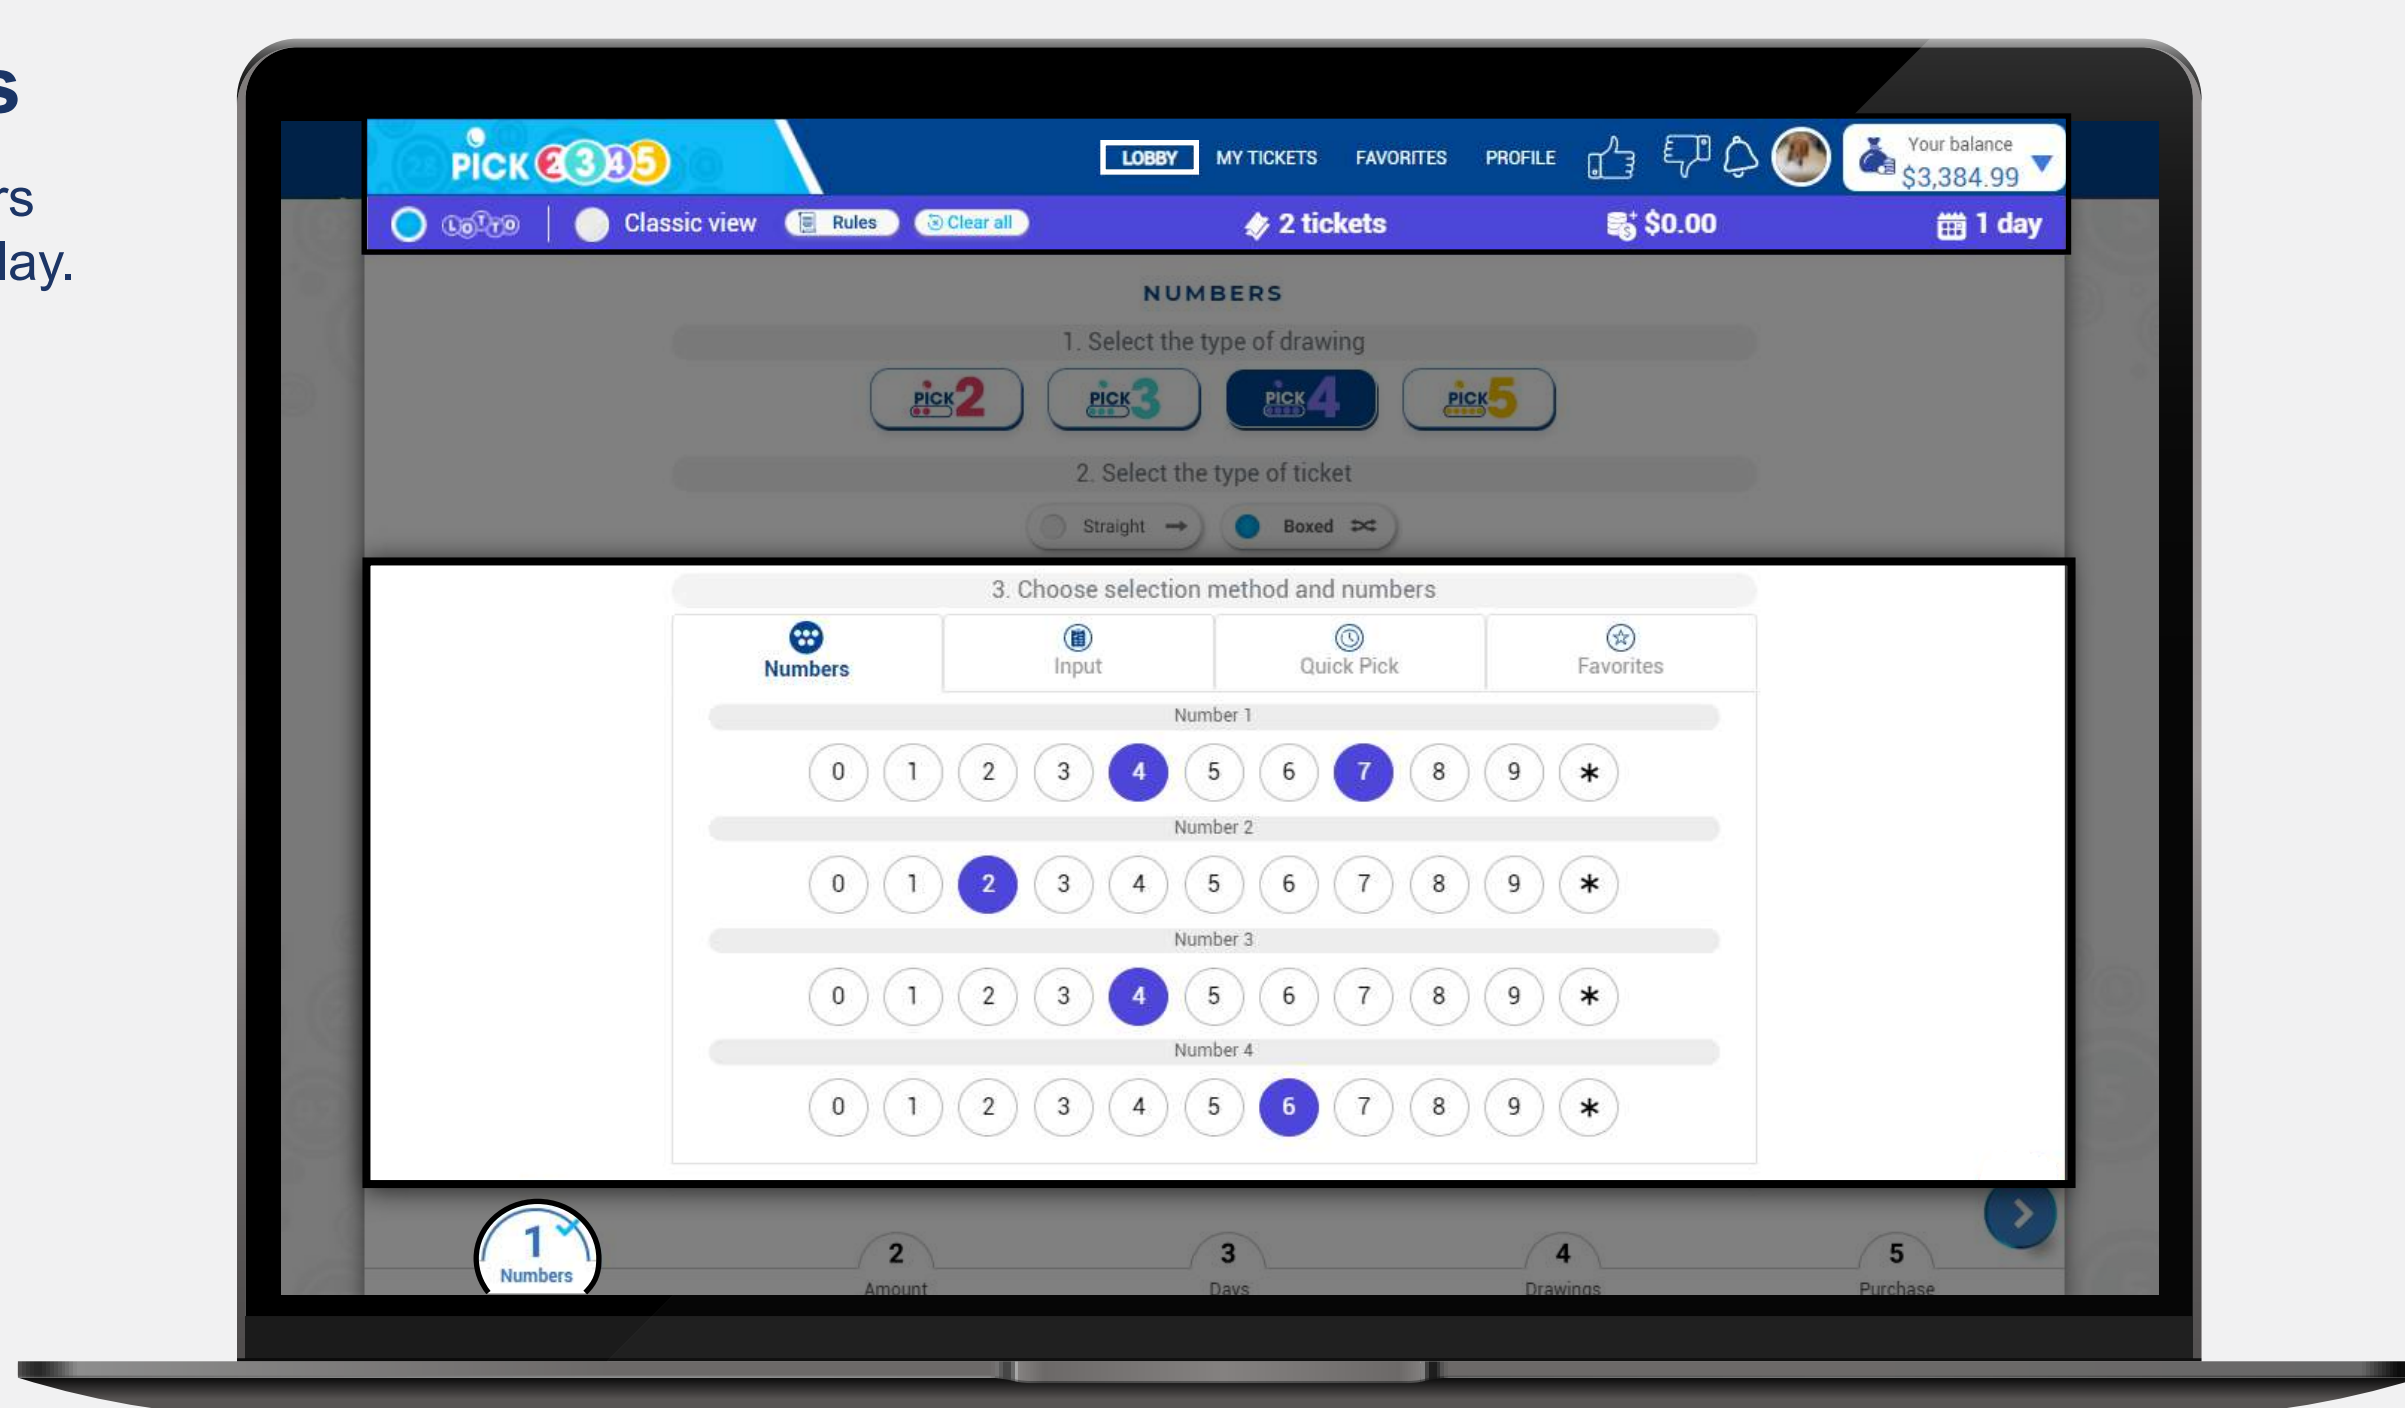 s
rs
lay.
PICK 2345
LOBBY MY TICKETS FAVORITES PROFILE
Your balance
$3,384.99
LOTTO Classic view Rules Clear all 2 tickets $0.00 1 day
NUMBERS
1. Select the type of drawing
PICK 2 PICK 3 PICK 4 PICK 5
2. Select the type of ticket
Straight Boxed
3. Choose selection method and numbers
Numbers Input Quick Pick Favorites
Number 1
0 1 2 3 4 5 6 7 8 9 *
Number 2
0 1 2 3 4 5 6 7 8 9 *
Number 3
0 1 2 3 4 5 6 7 8 9 *
Number 4
0 1 2 3 4 5 6 7 8 9 *
1 2 3 4 5
Numbers Amount Days Drawings Purchase